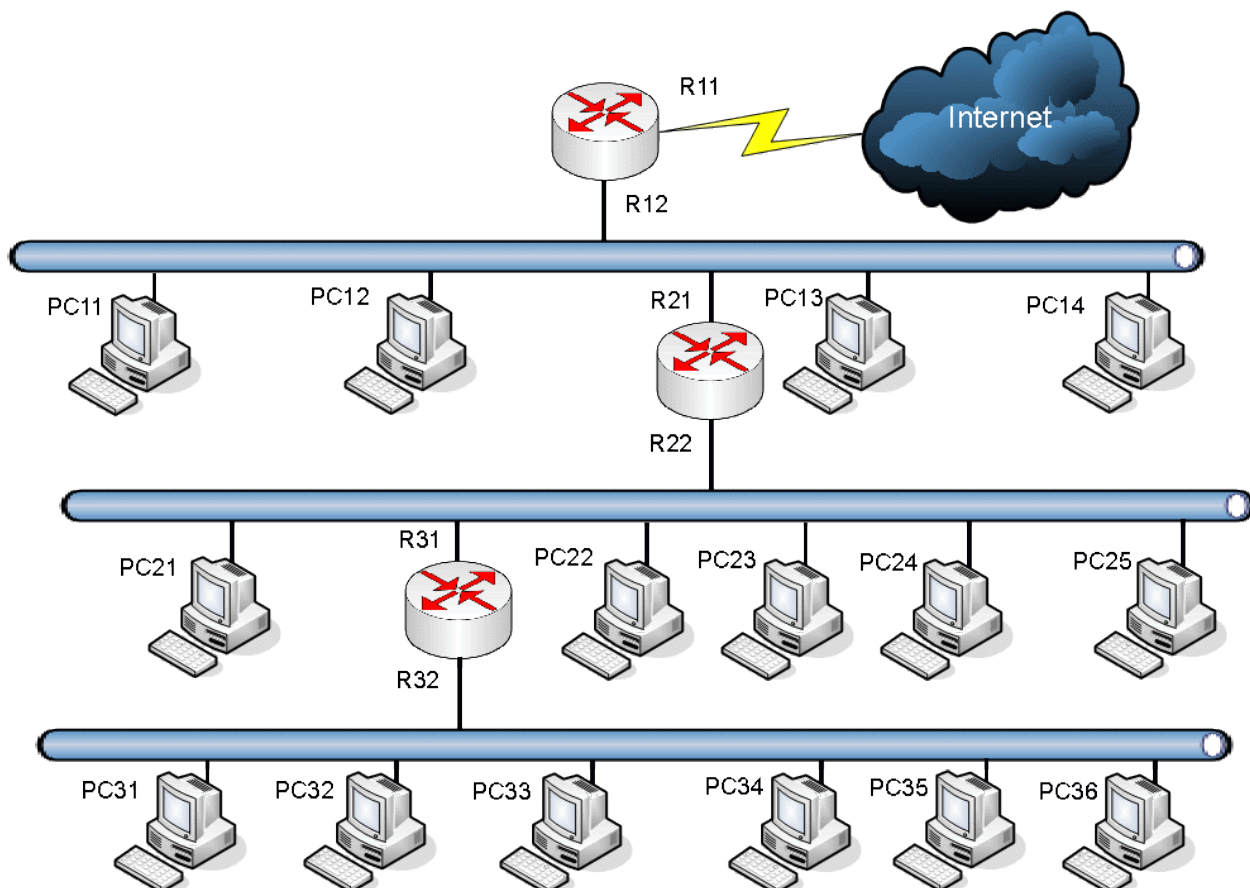 R11
Internet
R12
PC11
PC12
R21
PC13
PC14
R22
PC21
R31
PC22
PC23
PC24
PC25
R32
PC31
PC32
PC33
PC34
PC35
PC36